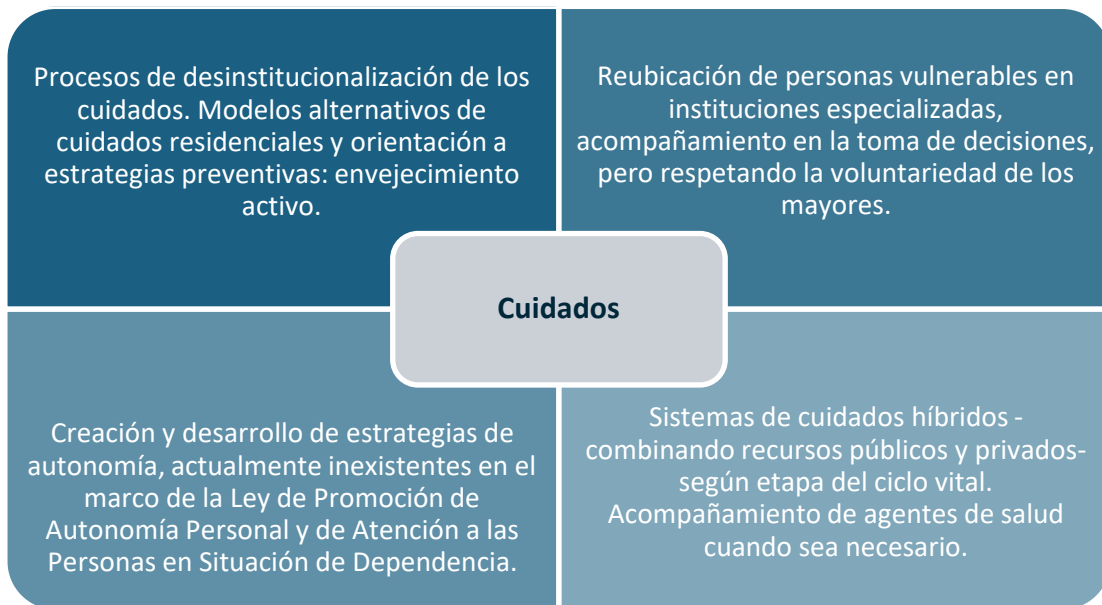 Procesos de desinstitucionalización de los
cuidados. Modelos alternativos de
cuidados residenciales y orientación a
estrategias preventivas: envejecimiento
activo.
Reubicación de personas vulnerables en
instituciones especializadas,
acompañamiento en la toma de decisiones,
pero respetando la voluntariedad de los
mayores.
Cuidados
Creación y desarrollo de estrategias de
autonomía, actualmente inexistentes en el
marco de la Ley de Promoción de
Autonomía Personal y de Atención a las
Personas en Situación de Dependencia.
Sistemas de cuidados híbridos -
combinando recursos públicos y privados-
según etapa del ciclo vital.
Acompañamiento de agentes de salud
cuando sea necesario.